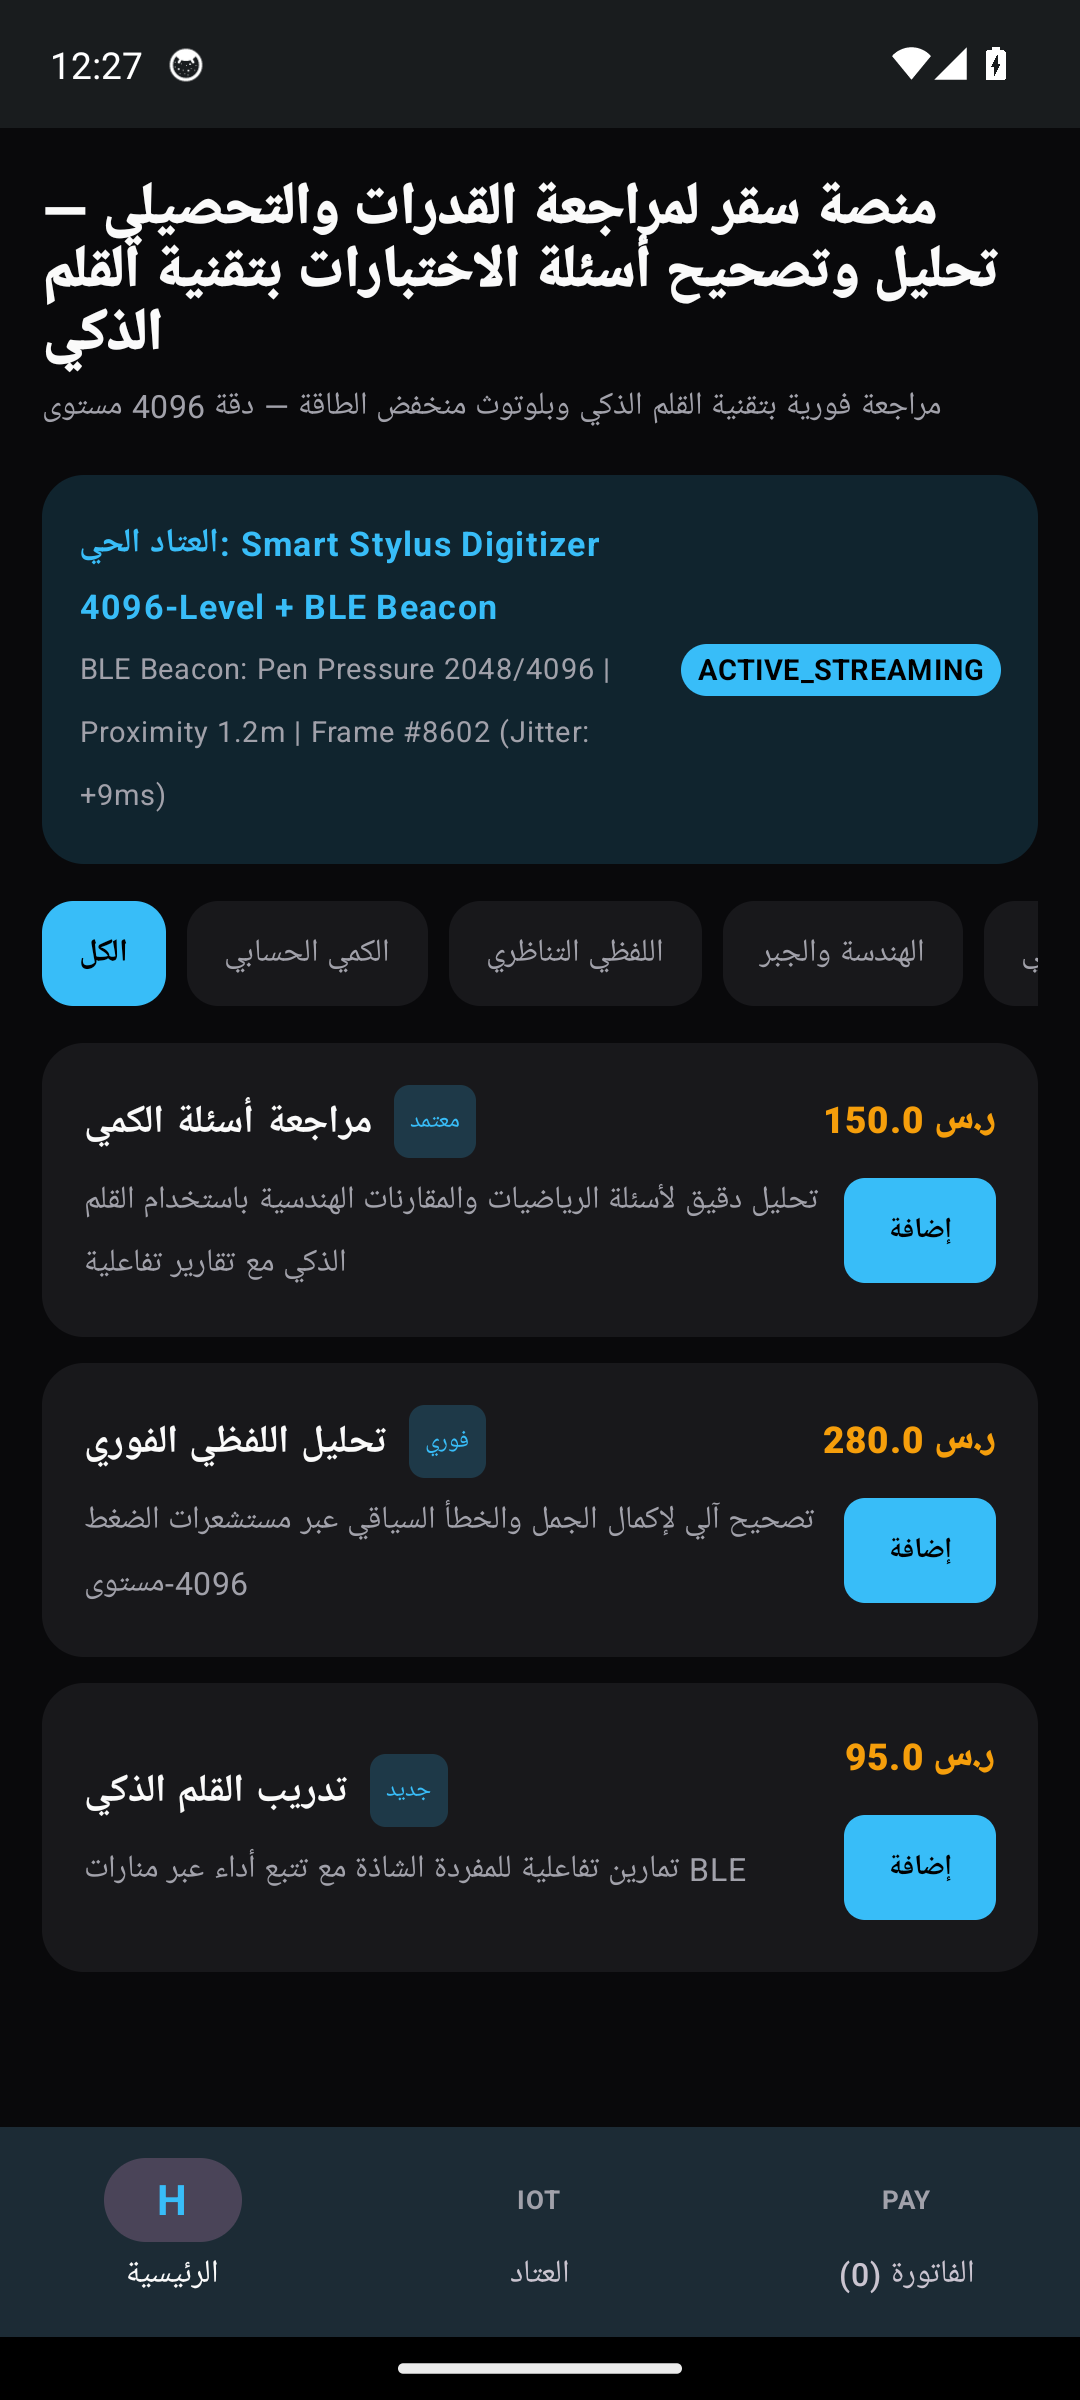 12:27
منصة سقر لمراجعة القدرات والتحصيلي —
تحليل وتصحيح أسئلة الاختبارات بتقنية القلم
الذكي
مراجعة فورية بتقنية القلم الذكي وبلوتوث منخفض الطاقة — دقة 4096 مستوى
العتاد الحي: Smart Stylus Digitizer
4096-Level + BLE Beacon
BLE Beacon: Pen Pressure 2048/4096 |
Proximity 1.2m | Frame #8602 (Jitter:
+9ms)
ACTIVE_STREAMING
الكل
الكمي الحسابي
اللفظي التناظري
الهندسة والجبر
مراجعة أسئلة الكمي
معتمد
150.0 ر.س
تحليل دقيق لأسئلة الرياضيات والمقارنات الهندسية باستخدام القلم
الذكي مع تقارير تفاعلية
إضافة
تحليل اللفظي الفوري
فوري
280.0 ر.س
تصحيح آلي لإكمال الجمل والخطأ السياقي عبر مستشعرات الضغط
4096-مستوى
إضافة
تدريب القلم الذكي
جديد
95.0 ر.س
تمارين تفاعلية للمفردة الشاذة مع تتبع أداء عبر منارات BLE
إضافة
H
الرئيسية
IOT
العتاد
PAY
الفاتورة (0)